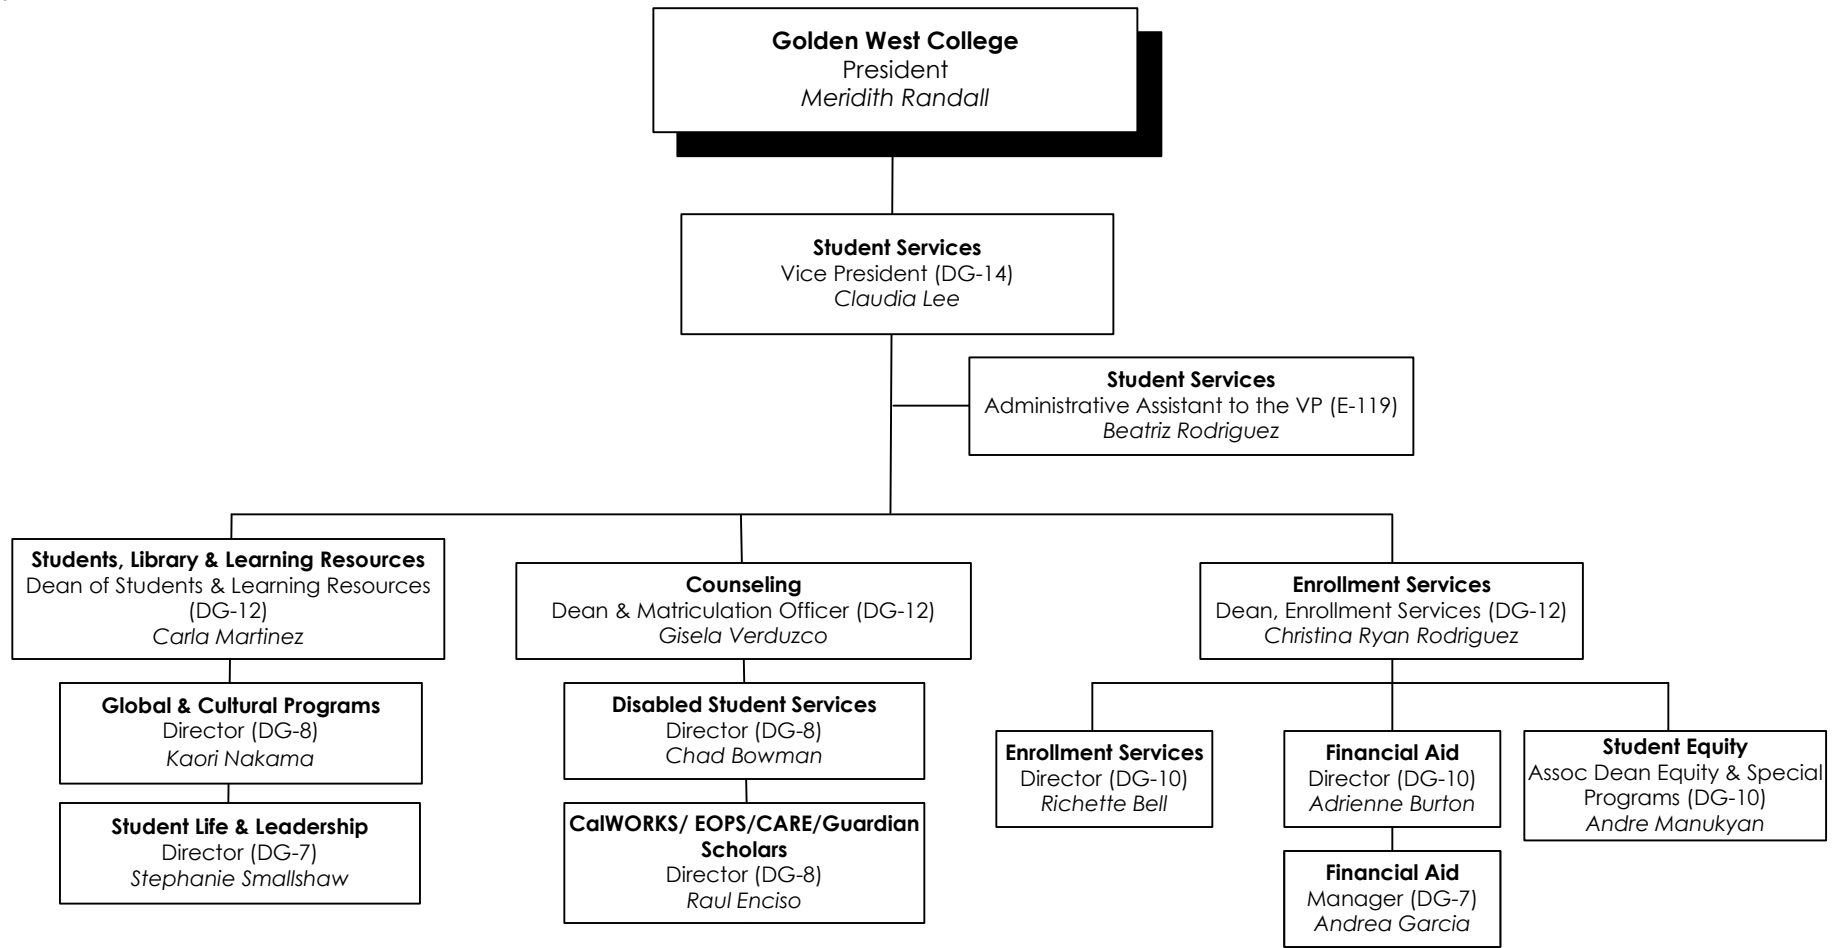 Golden West College
President
Meridith Randall
Student Services
Vice President (DG-14)
Claudia Lee
Student Services
Administrative Assistant to the VP (E-119)
Beatriz Rodriguez
Students, Library & Learning Resources
Dean of Students & Learning Resources
(DG-12)
Carla Martinez
Counseling
Dean & Matriculation Officer (DG-12)
Gisela Verduzco
Enrollment Services
Dean, Enrollment Services (DG-12)
Christina Ryan Rodriguez
Global & Cultural Programs
Director (DG-8)
Kaori Nakama
Disabled Student Services
Director (DG-8)
Chad Bowman
Enrollment Services
Director (DG-10)
Richette Bell
Financial Aid
Director (DG-10)
Adrienne Burton
Student Equity
Assoc Dean Equity & Special
Programs (DG-10)
Andre Manukyan
Student Life & Leadership
Director (DG-7)
Stephanie Smallshaw
CalWORKS/ EOPS/CARE/Guardian
Scholars
Director (DG-8)
Raul Enciso
Financial Aid
Manager (DG-7)
Andrea Garcia